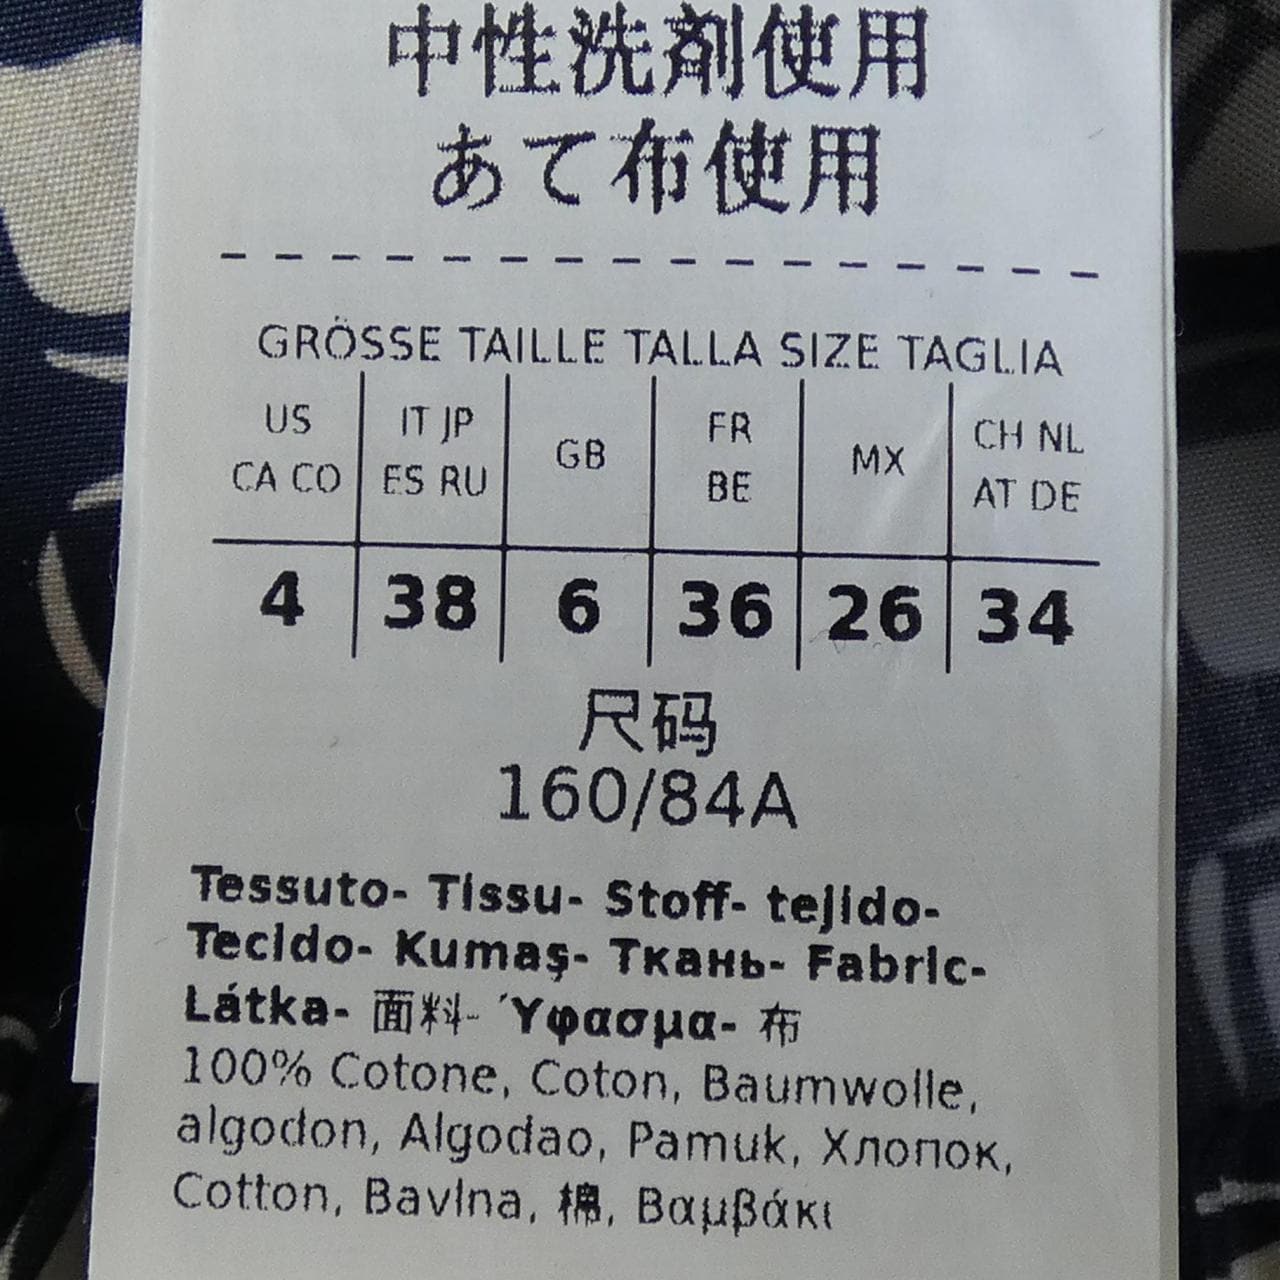 中性洗剤使用
あて布使用
GRÖSSE TAILLE TALLA SIZE TAGLIA
US CA CO | IT JP ES RU | GB | FR BE | MX | CH NL AT DE
4 | 38 | 6 | 36 | 26 | 34
尺码
160/84A
Tessuto- Tissu- Stoff- tejido-
Tecido- Kumaş- Ткань- Fabric-
Látka- 面料- Ύφασμα- 布
100% Cotone, Coton, Baumwolle,
algodon, Algodao, Pamuk, Хлопок,
Cotton, Bavlna, 棉, Βαμβάκι